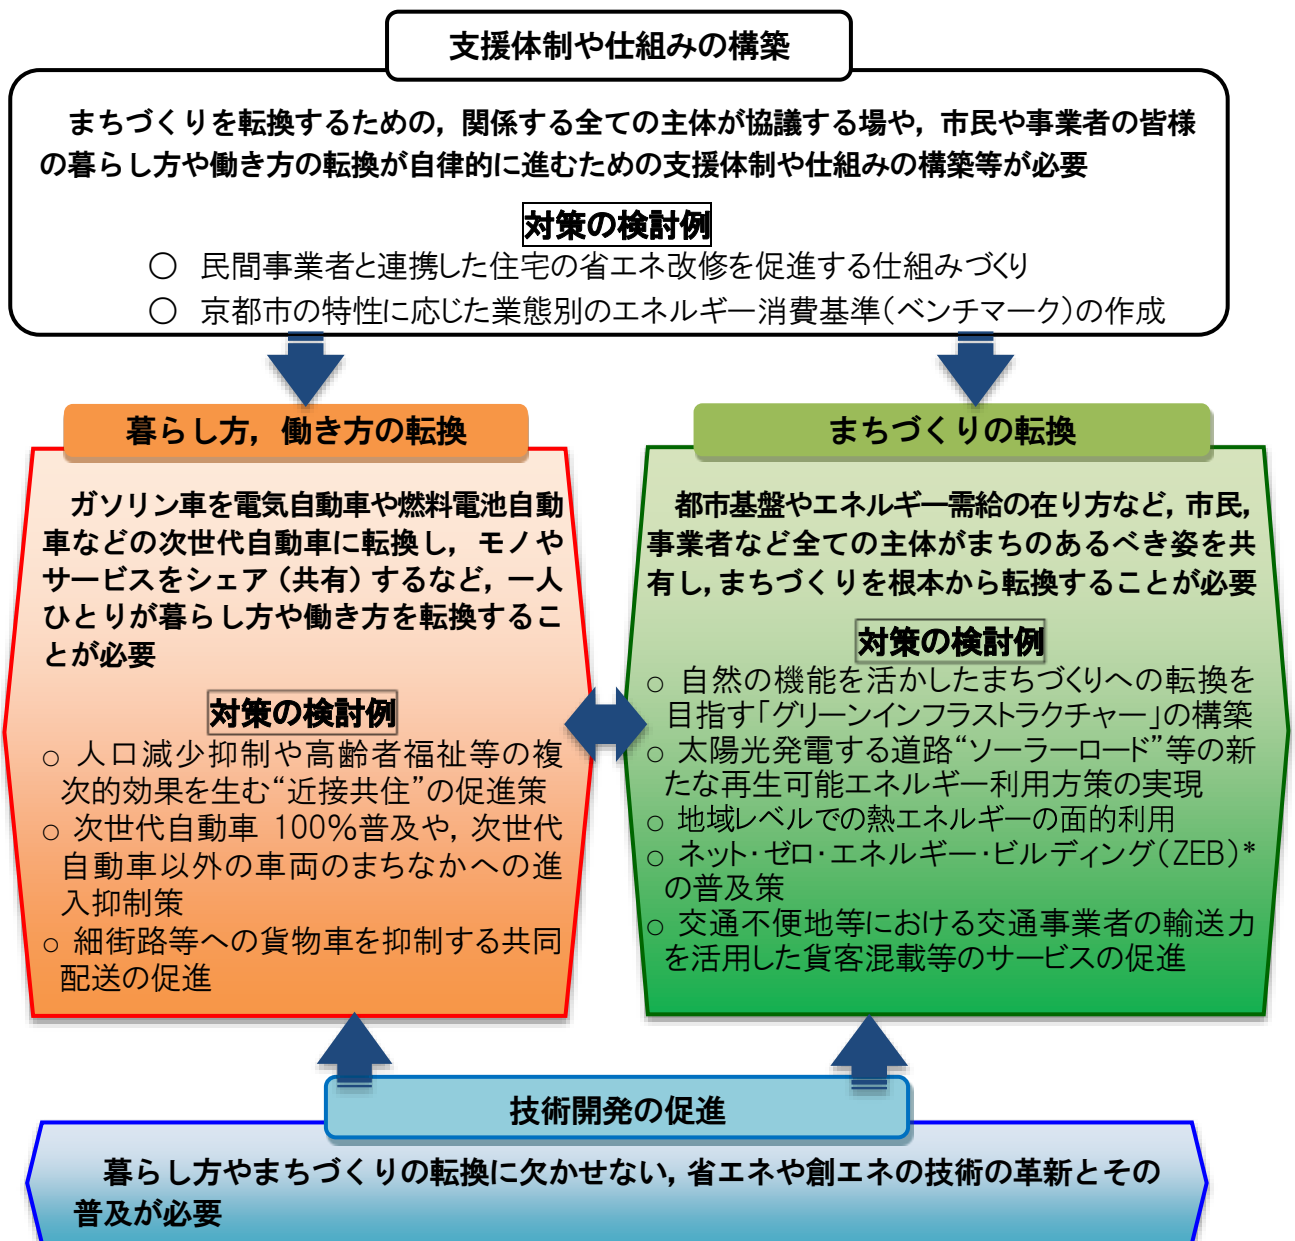 支援体制や仕組みの構築
まちづくりを転換するための，関係する全ての主体が協議する場や，市民や事業者の皆様
の暮らし方や働き方の転換が自律的に進むための支援体制や仕組みの構築等が必要
対策の検討例
○ 民間事業者と連携した住宅の省エネ改修を促進する仕組みづくり
○ 京都市の特性に応じた業態別のエネルギー消費基準（ベンチマーク）の作成
暮らし方，働き方の転換
ガソリン車を電気自動車や燃料電池自動
車などの次世代自動車に転換し，モノや
サービスをシェア（共有）するなど，一人
ひとりが暮らし方や働き方を転換するこ
とが必要
対策の検討例
○ 人口減少抑制や高齢者福祉等の複
次的効果を生む“近接共住”の促進策
○ 次世代自動車 100％普及や，次世代
自動車以外の車両のまちなかへの進
入抑制策
○ 細街路等への貨物車を抑制する共同
配送の促進
まちづくりの転換
都市基盤やエネルギー需給の在り方など，市民，
事業者など全ての主体がまちのあるべき姿を共
有し，まちづくりを根本から転換することが必要
対策の検討例
○ 自然の機能を活かしたまちづくりへの転換を
目指す「グリーンインフラストラクチャー」の構築
○ 太陽光発電する道路“ソーラーロード”等の新
たな再生可能エネルギー利用方策の実現
○ 地域レベルでの熱エネルギーの面的利用
○ ネット・ゼロ・エネルギー・ビルディング（ZEB）*
の普及策
○ 交通不便地等における交通事業者の輸送力
を活用した貨客混載等のサービスの促進
技術開発の促進
暮らし方やまちづくりの転換に欠かせない，省エネや創エネの技術の革新とその
普及が必要